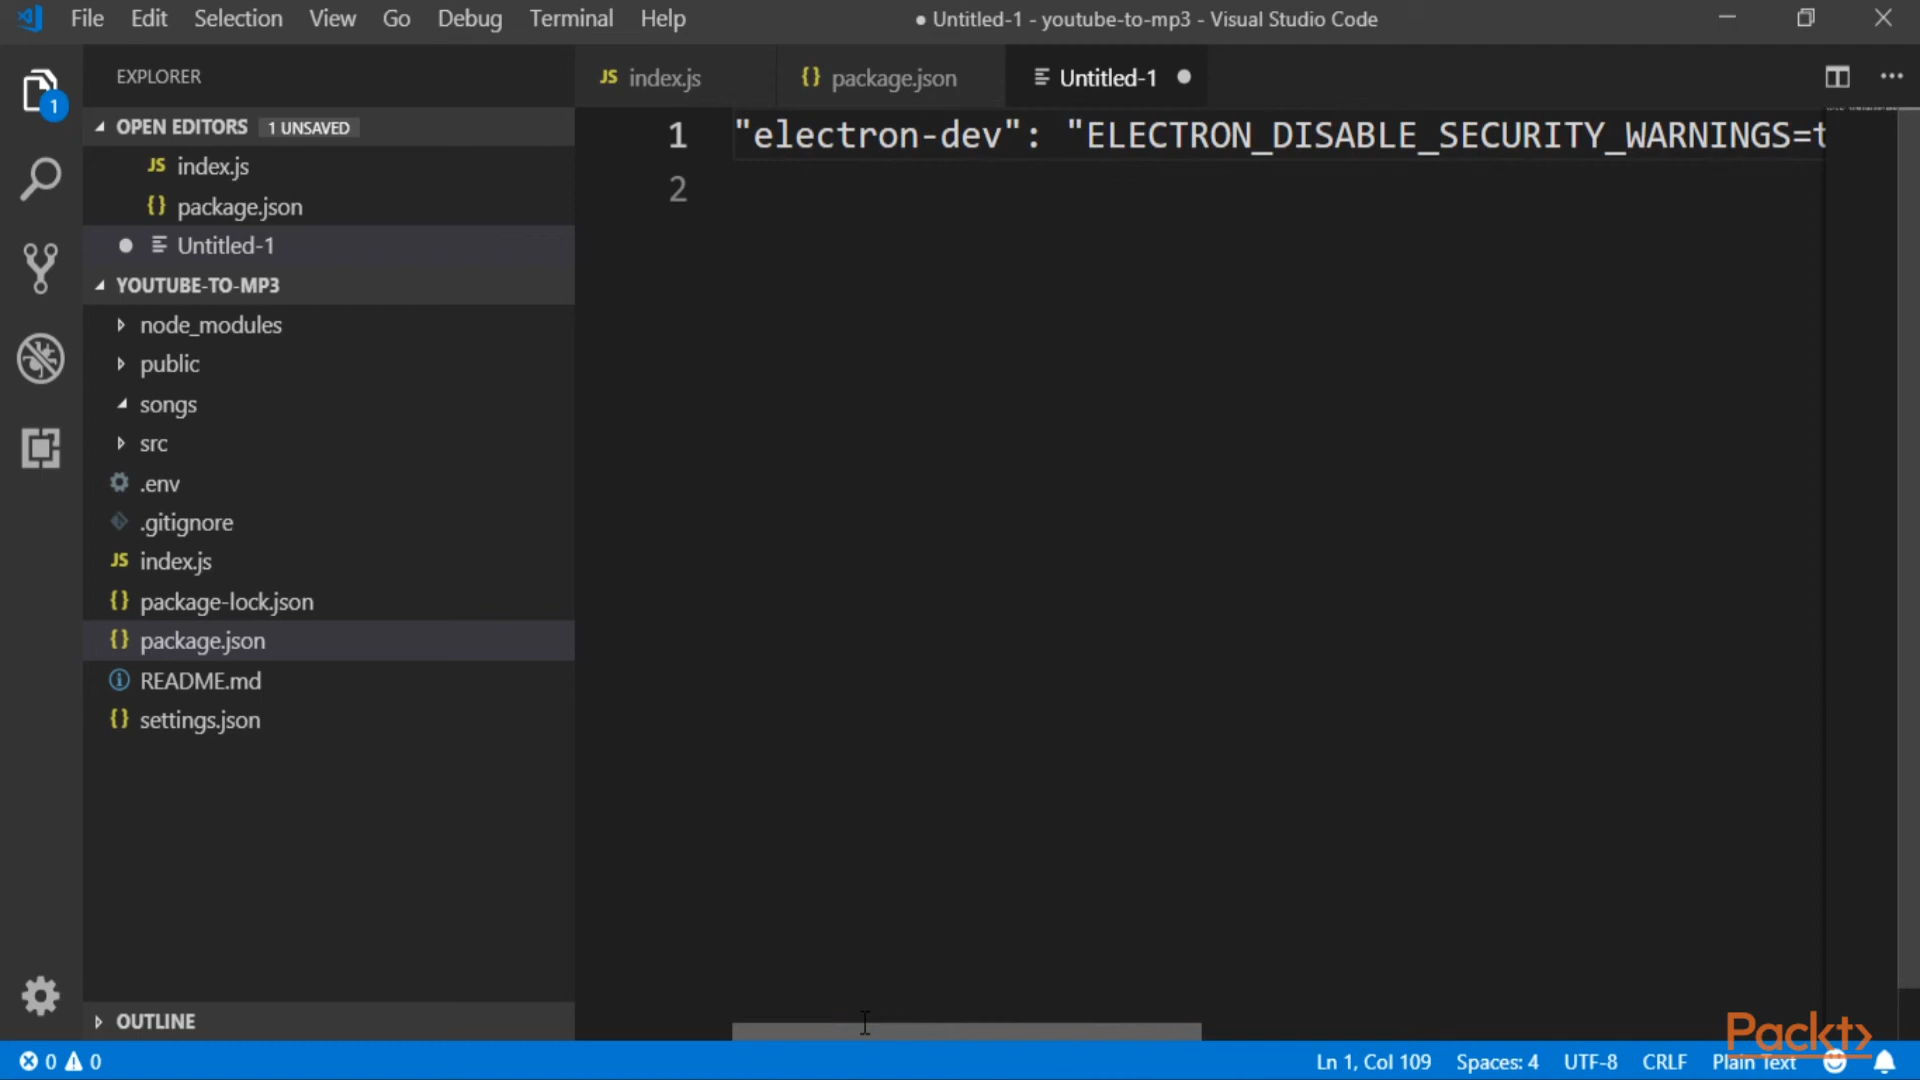 File Edit Selection View Go Debug Terminal Help
● Untitled-1 - youtube-to-mp3 - Visual Studio Code
1
EXPLORER
OPEN EDITORS 1 UNSAVED
JS index.js
{} package.json
Untitled-1
YOUTUBE-TO-MP3
node_modules
public
songs
src
.env
.gitignore
JS index.js
{} package-lock.json
{} package.json
README.md
{} settings.json
OUTLINE
JS index.js {} package.json Untitled-1
1 "electron-dev": "ELECTRON_DISABLE_SECURITY_WARNINGS=t
2
Packt>
0 0
Ln 1, Col 109 Spaces: 4 UTF-8 CRLF Plain Text